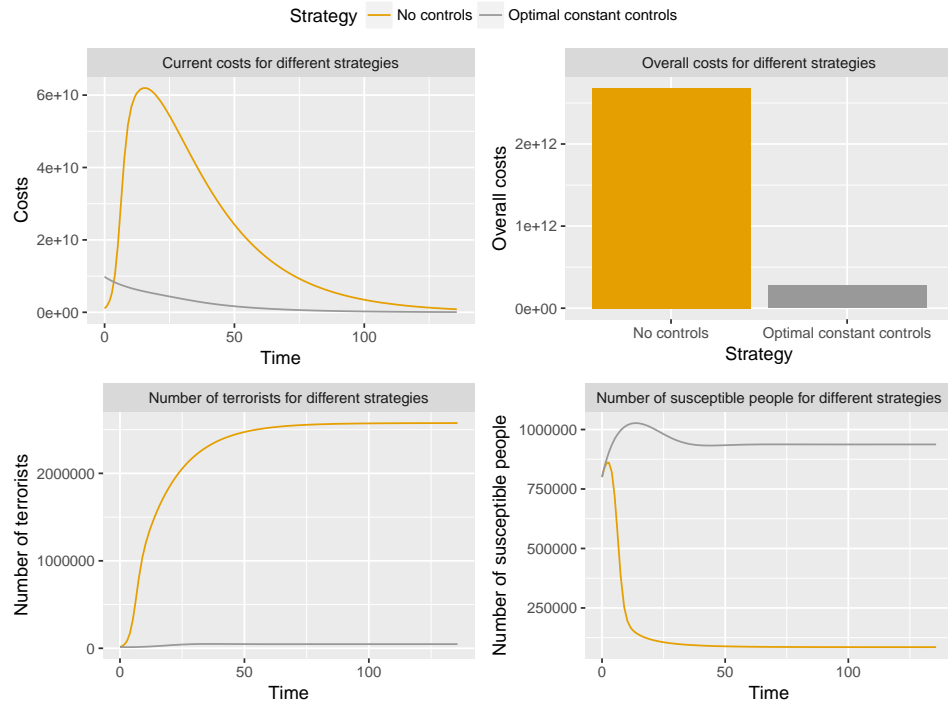 Strategy No controls Optimal constant controls
Current costs for different strategies
6e+10
4e+10
2e+10
0e+00
Costs
0 50 100
Time
Overall costs for different strategies
2e+12
1e+12
0e+00
Overall costs
No controls Optimal constant controls
Strategy
Number of terrorists for different strategies
2000000
1000000
0
Number of terrorists
0 50 100
Time
Number of susceptible people for different strategies
1000000
750000
500000
250000
Number of susceptible people
0 50 100
Time